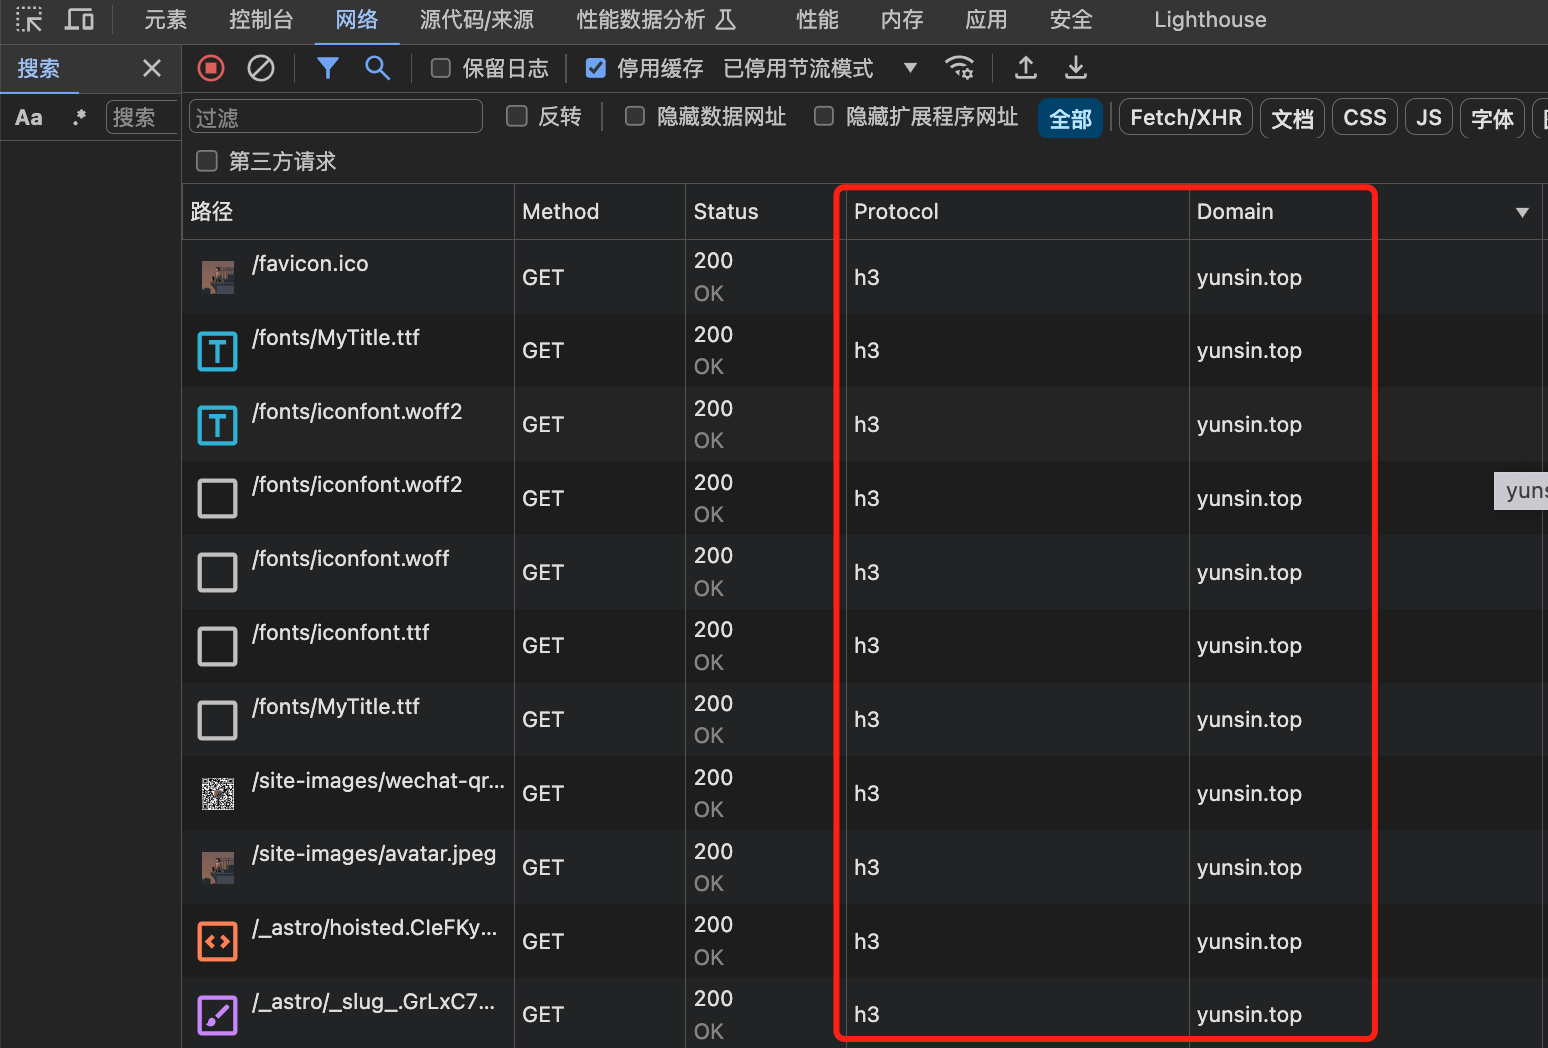 元素 控制台 网络 源代码/来源 性能数据分析 性能 内存 应用 安全 Lighthouse
搜索 保留日志 停用缓存 已停用节流模式
Aa .* 搜索 过滤 反转 隐藏数据网址 隐藏扩展程序网址 全部 Fetch/XHR 文档 CSS JS 字体
第三方请求
路径 Method Status Protocol Domain
/favicon.ico GET 200 OK h3 yunsin.top
/fonts/MyTitle.ttf GET 200 OK h3 yunsin.top
/fonts/iconfont.woff2 GET 200 OK h3 yunsin.top
/fonts/iconfont.woff2 GET 200 OK h3 yunsin.top
yuns
/fonts/iconfont.woff GET 200 OK h3 yunsin.top
/fonts/iconfont.ttf GET 200 OK h3 yunsin.top
/fonts/MyTitle.ttf GET 200 OK h3 yunsin.top
/site-images/wechat-qr... GET 200 OK h3 yunsin.top
/site-images/avatar.jpeg GET 200 OK h3 yunsin.top
/_astro/hoisted.CIeFKy... GET 200 OK h3 yunsin.top
/_astro/_slug_.GrLxC7... GET 200 OK h3 yunsin.top